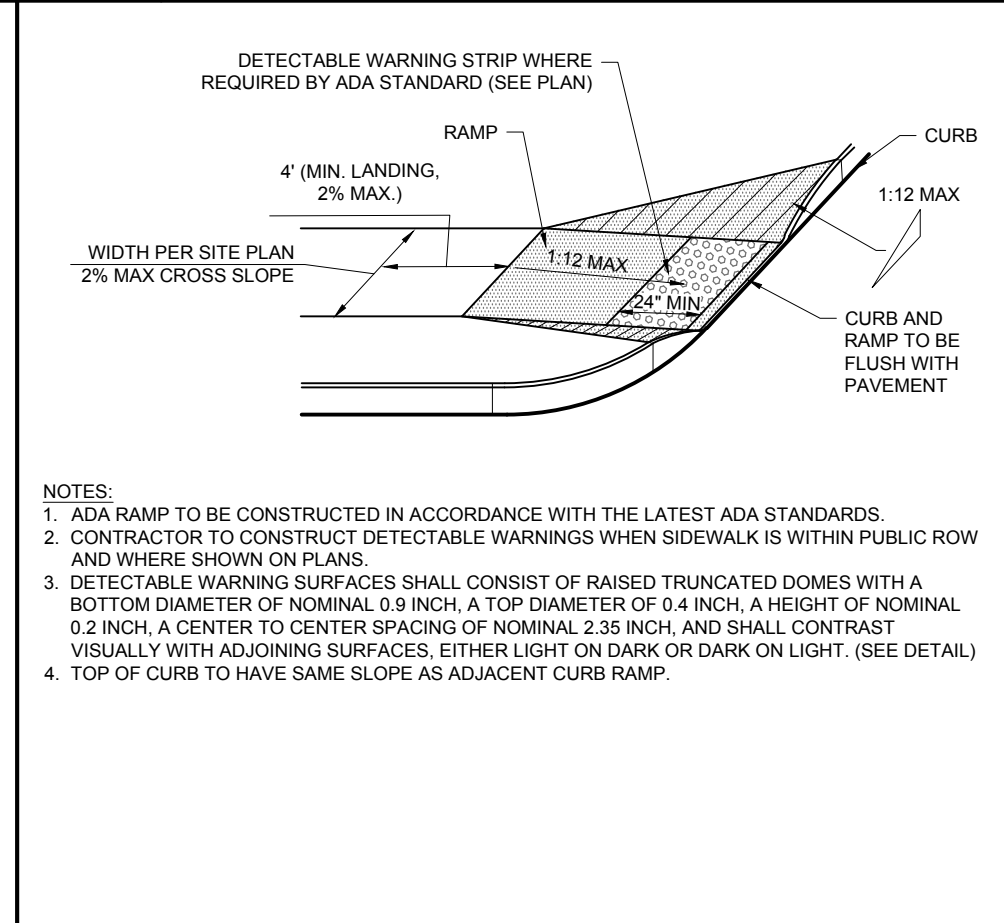 DETECTABLE WARNING STRIP WHERE
REQUIRED BY ADA STANDARD (SEE PLAN)
RAMP
CURB
4' (MIN. LANDING,
2% MAX.)
1:12 MAX
WIDTH PER SITE PLAN
2% MAX CROSS SLOPE
1:12 MAX
24" MIN
CURB AND
RAMP TO BE
FLUSH WITH
PAVEMENT
NOTES:
1. ADA RAMP TO BE CONSTRUCTED IN ACCORDANCE WITH THE LATEST ADA STANDARDS.
2. CONTRACTOR TO CONSTRUCT DETECTABLE WARNINGS WHEN SIDEWALK IS WITHIN PUBLIC ROW
AND WHERE SHOWN ON PLANS.
3. DETECTABLE WARNING SURFACES SHALL CONSIST OF RAISED TRUNCATED DOMES WITH A
BOTTOM DIAMETER OF NOMINAL 0.9 INCH, A TOP DIAMETER OF 0.4 INCH, A HEIGHT OF NOMINAL
0.2 INCH, A CENTER TO CENTER SPACING OF NOMINAL 2.35 INCH, AND SHALL CONTRAST
VISUALLY WITH ADJOINING SURFACES, EITHER LIGHT ON DARK OR DARK ON LIGHT. (SEE DETAIL)
4. TOP OF CURB TO HAVE SAME SLOPE AS ADJACENT CURB RAMP.